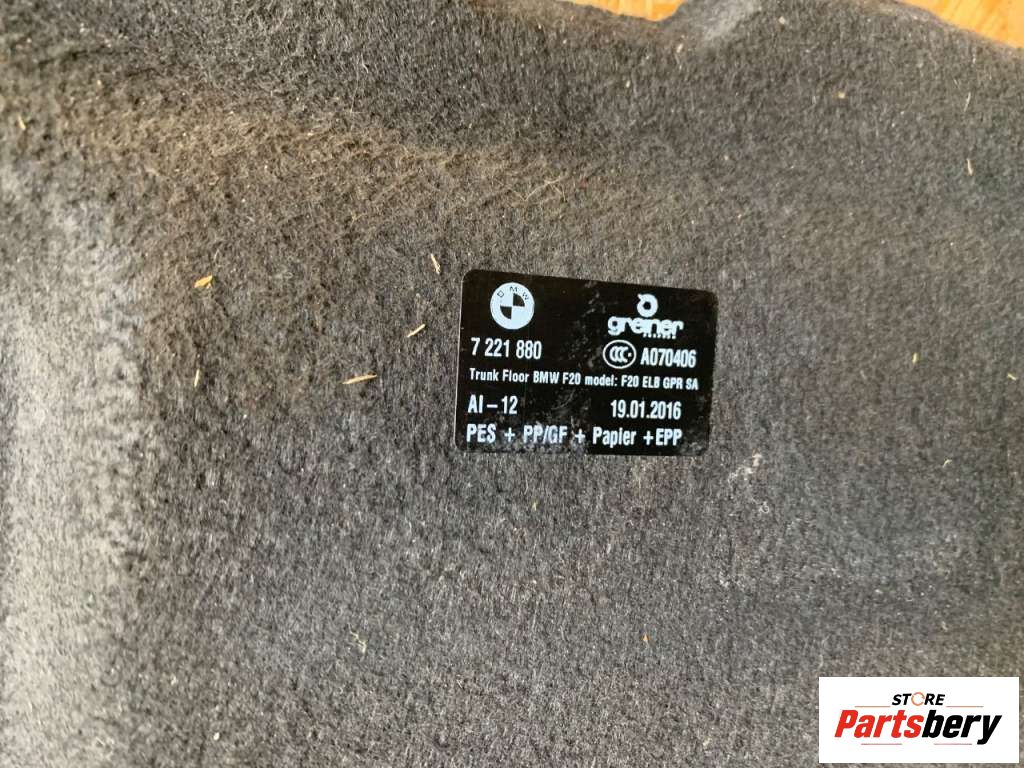 BMW
greiner
7 221 880
CCC A070406
Trunk Floor BMW F20 model: F20 ELB GPR SA
AI - 12 19.01.2016
PES + PP/GF + Papier + EPP
STORE
Partsbery